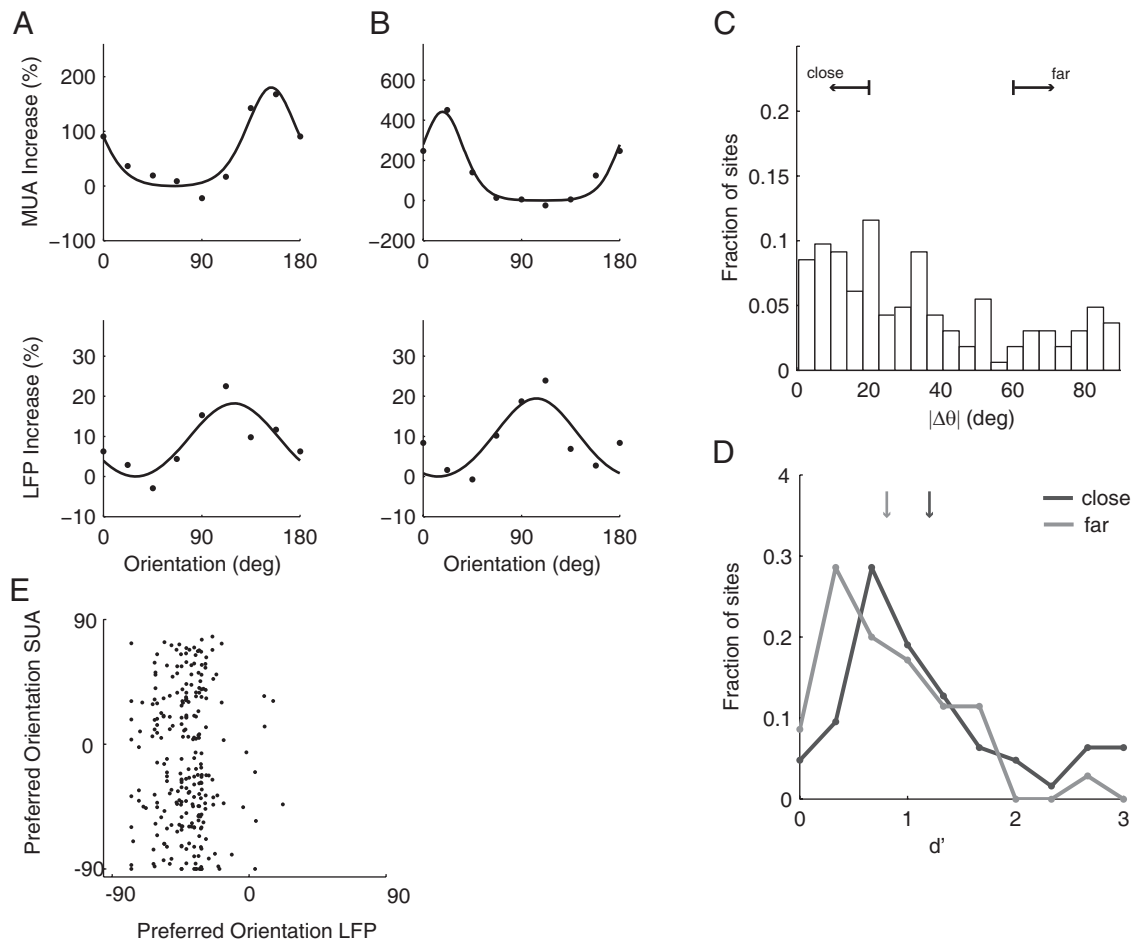 A
MUA Increase (%)
200
100
0
−100
0
90
180
B
600
400
200
0
−200
0
90
180
LFP Increase (%)
30
20
10
0
−10
0
90
180
Orientation (deg)
30
20
10
0
−10
0
90
180
Orientation (deg)
C
close
far
Fraction of sites
0.2
0.15
0.1
0.05
0
0
20
40
60
80
|Δθ| (deg)
D
close
far
Fraction of sites
4
0.3
0.2
0.1
0
0
1
2
3
d’
E
Preferred Orientation SUA
90
0
-90
-90
0
90
Preferred Orientation LFP